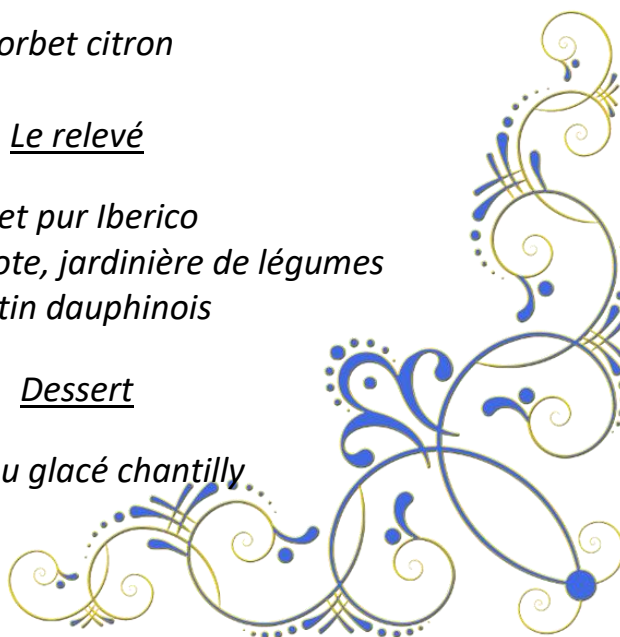 orbet citron
Le relevé
et pur Iberico
ote, jardinière de légumes
tin dauphinois
Dessert
u glacé chantilly